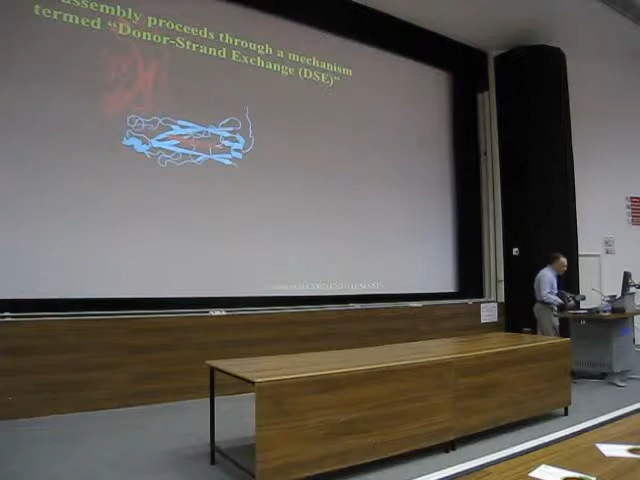 assembly proceeds through a mechanism
termed “Donor-Strand Exchange (DSE)”